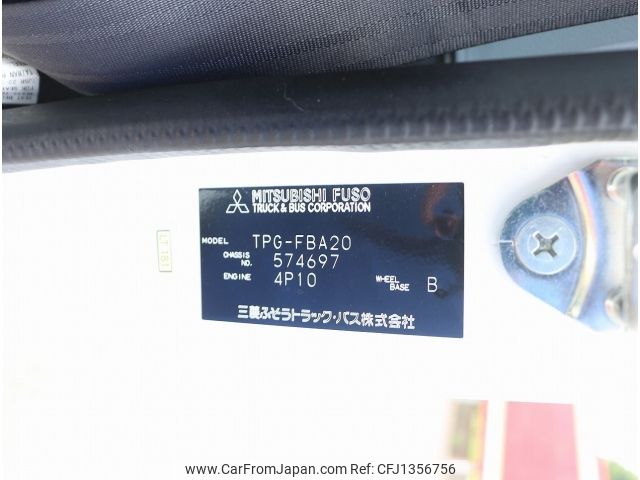 MITSUBISHI FUSO
TRUCK & BUS CORPORATION
MODEL TPG-FBA20
CHASSIS NO. 574697
ENGINE 4P10 WHEEL BASE B
三菱ふそうトラック・バス株式会社
www.CarFromJapan.com - CFJ1356756